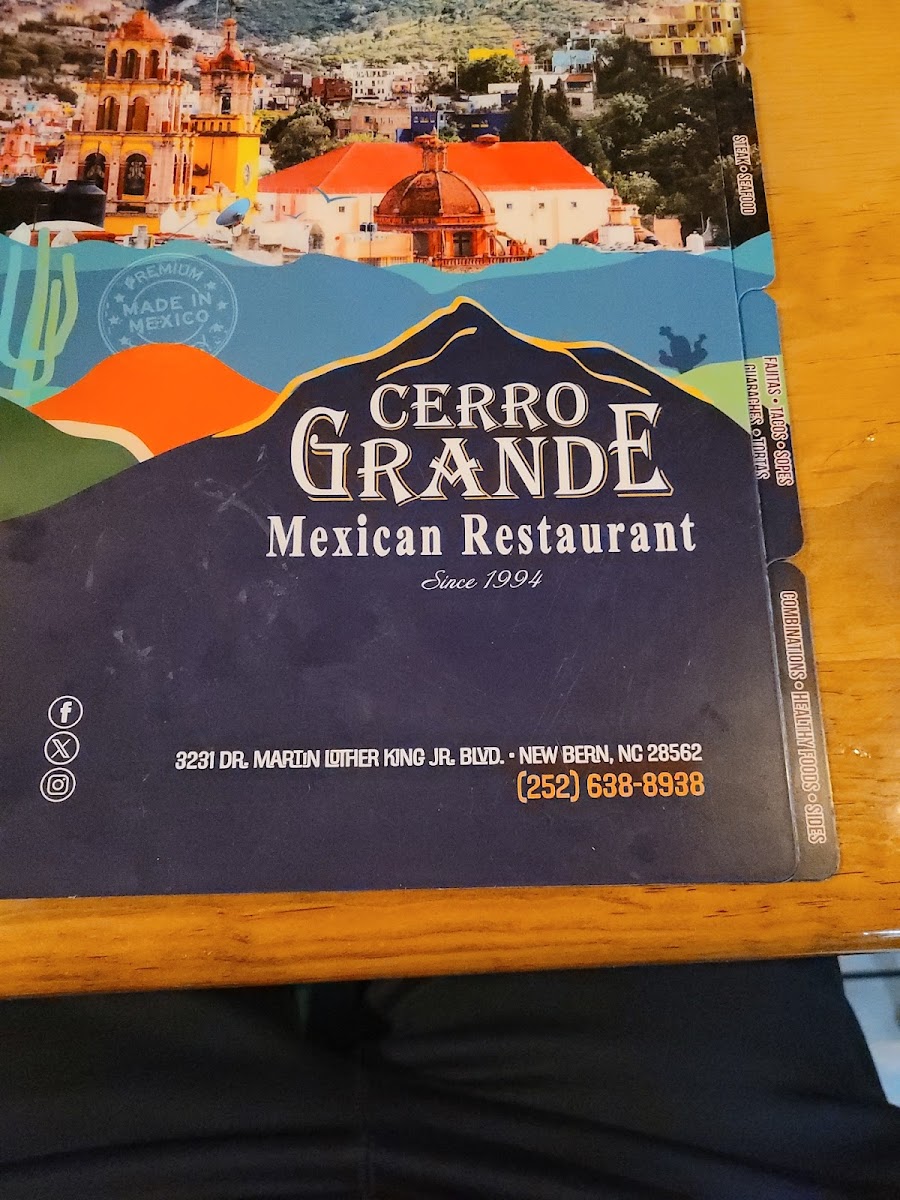 STEAK • SEAFOOD
PREMIUM
MADE IN
MEXICO
FAJITAS • TACOS • SOPES
GUARACHES • TORTAS
CERRO
GRANDE
Mexican Restaurant
Since 1994
COMBINATIONS • HEALTHY FOODS • SIDES
3231 DR. MARTIN LUTHER KING JR. BLVD. • NEW BERN, NC 28562
(252) 638-8938